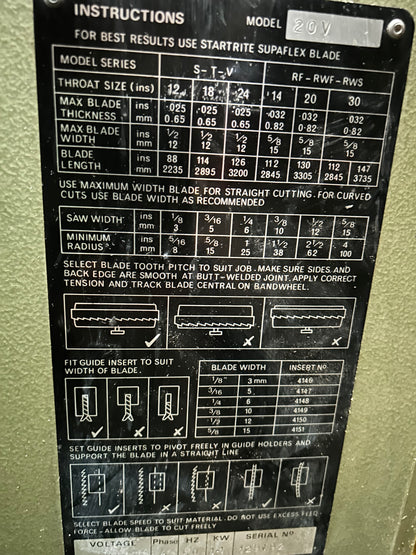 INSTRUCTIONS MODEL 20V
FOR BEST RESULTS USE STARTRITE SUPAFLEX BLADE
MODEL SERIES S-T-V RF-RWF-RWS
THROAT SIZE (ins) 12 18 24 14 20 30
MAX BLADE THICKNESS ins .025 .025 .025 .032 .032 .032
mm 0.65 0.65 0.65 0.82 0.82 0.82
MAX BLADE WIDTH ins 1/2 1/2 1/2 5/8 5/8 5/8
mm 12 12 12 15 15 15
BLADE LENGTH ins 88 114 126 112 130 112 147
mm 2235 2895 3200 2845 3305 2845 3735
USE MAXIMUM WIDTH BLADE FOR STRAIGHT CUTTING. FOR CURVED
CUTS USE BLADE WIDTH AS RECOMMENDED
SAW WIDTH ins 1/8 3/16 1/4 3/8 1/2 5/8
mm 3 5 6 10 12 15
MINIMUM RADIUS ins 5/16 5/8 1 1 1/2 2 1/2 4
mm 8 15 25 38 62 100
SELECT BLADE TOOTH PITCH TO SUIT JOB. MAKE SURE SIDES AND
BACK EDGE ARE SMOOTH AT BUTT-WELDED JOINT. APPLY CORRECT
TENSION AND TRACK BLADE CENTRAL ON BANDWHEEL.
FIT GUIDE INSERT TO SUIT
WIDTH OF BLADE.
BLADE WIDTH INSERT Nº
1/8" 3 mm 4146
3/16 5 4147
1/4 6 4148
3/8 10 4149
1/2 12 4150
5/8 15 4151
SET GUIDE INSERTS TO PIVOT FREELY IN GUIDE HOLDERS AND
SUPPORT THE BLADE IN A STRAIGHT LINE
SELECT BLADE SPEED TO SUIT MATERIAL. DO NOT USE EXCESS FEED
FORCE - ALLOW BLADE TO CUT FREELY
VOLTAGE Phase HZ KW SERIAL Nº